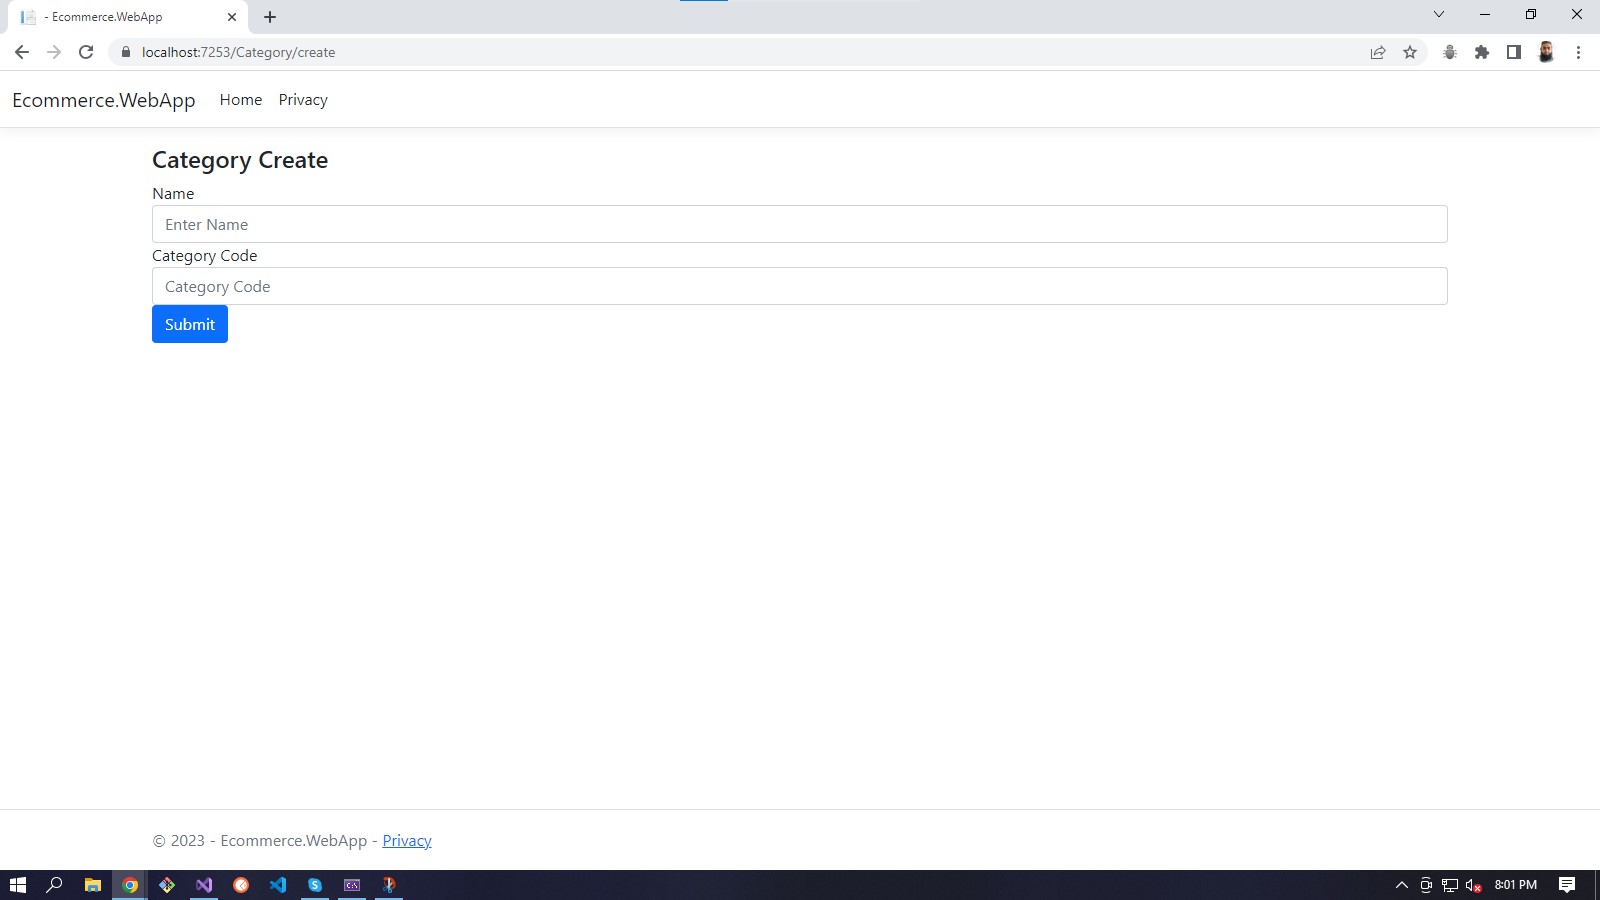 - Ecommerce.WebApp
localhost:7253/Category/create
Ecommerce.WebApp Home Privacy
Category Create
Name
Enter Name
Category Code
Category Code
Submit
© 2023 - Ecommerce.WebApp - Privacy
8:01 PM